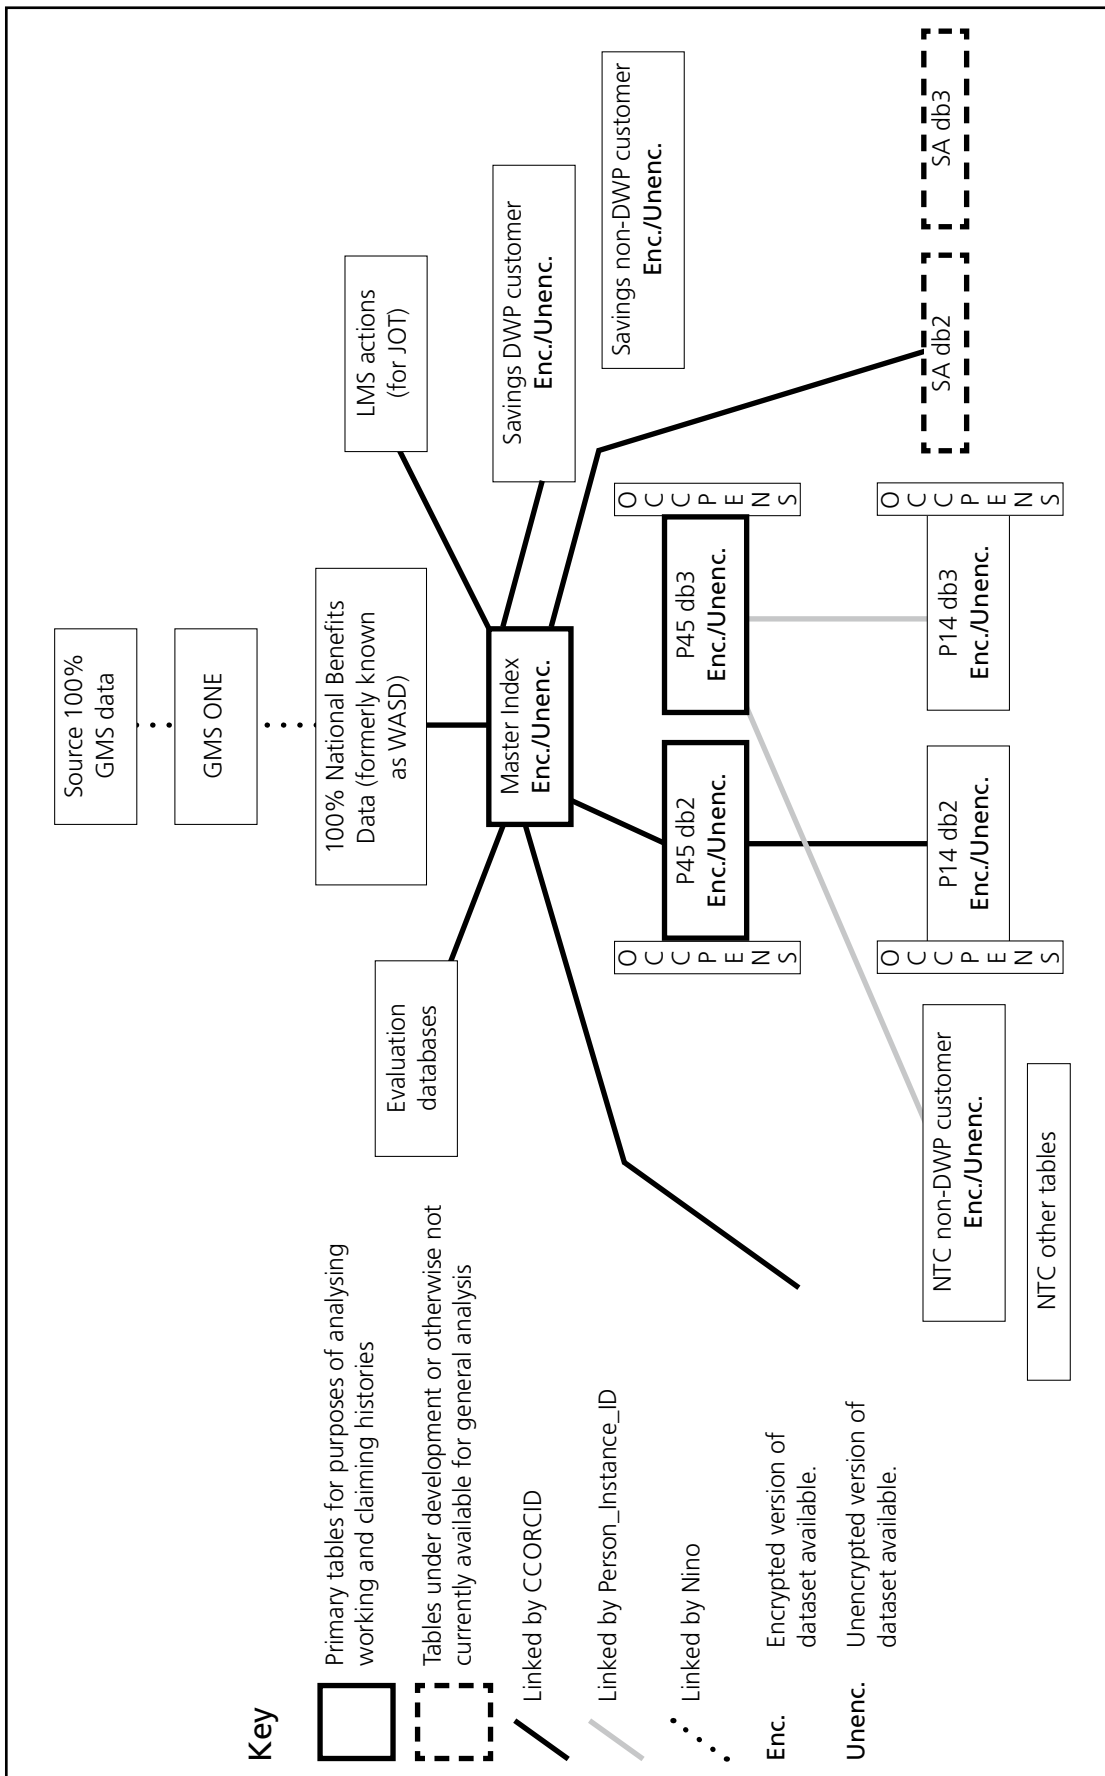 Source 100%
GMS data
GMS ONE
100% National Benefits
Data (formerly known
as WASD)
LMS actions
(for JOT)
Evaluation
databases
Master Index
Enc./Unenc.
Savings DWP customer
Enc./Unenc.
Savings non-DWP customer
Enc./Unenc.
O
C
C
P
E
N
S
P45 db2
Enc./Unenc.
P45 db3
Enc./Unenc.
O
C
C
P
E
N
S
O
C
C
P
E
N
S
P14 db2
Enc./Unenc.
P14 db3
Enc./Unenc.
O
C
C
P
E
N
S
SA db2
SA db3
NTC non-DWP customer
Enc./Unenc.
NTC other tables
Key
Primary tables for purposes of analysing
working and claiming histories
Tables under development or otherwise not
currently available for general analysis
Linked by CCORCID
Linked by Person_Instance_ID
Linked by Nino
Enc. Encrypted version of
dataset available.
Unenc. Unencrypted version of
dataset available.